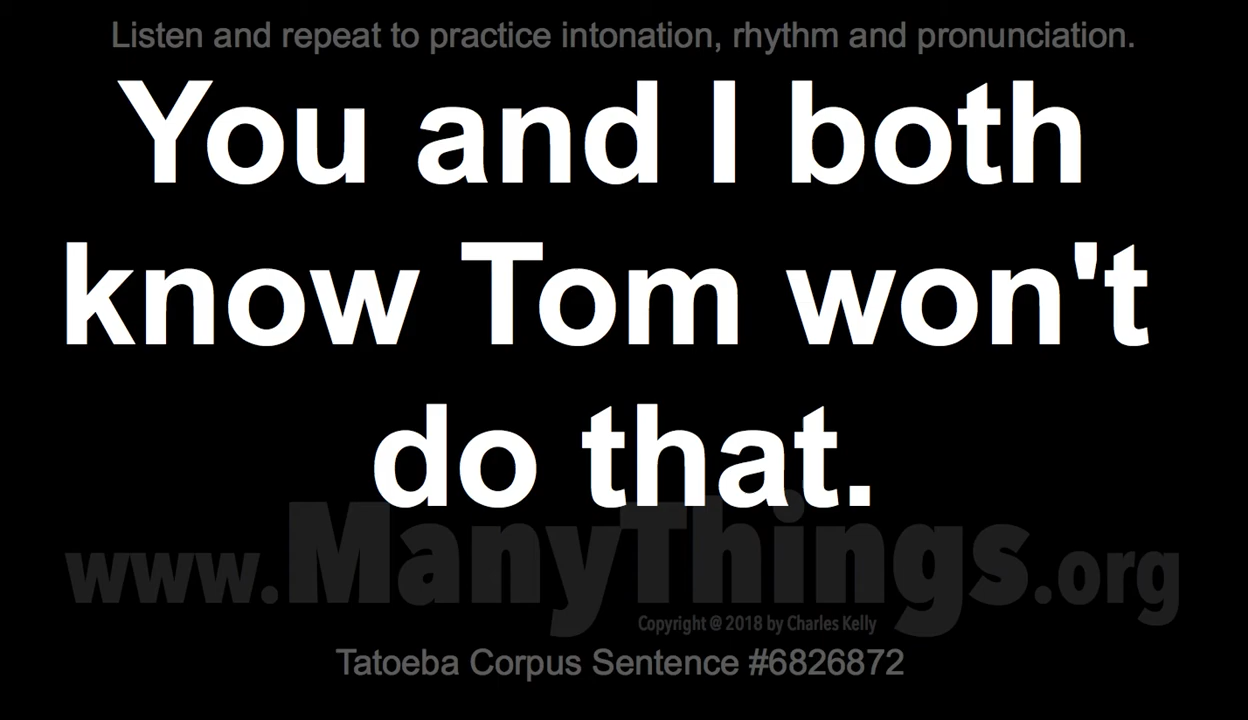 Listen and repeat to practice intonation, rhythm and pronunciation.
You and I both
know Tom won't
do that.
www.ManyThings.org
Copyright @ 2018 by Charles Kelly
Tatoeba Corpus Sentence #6826872